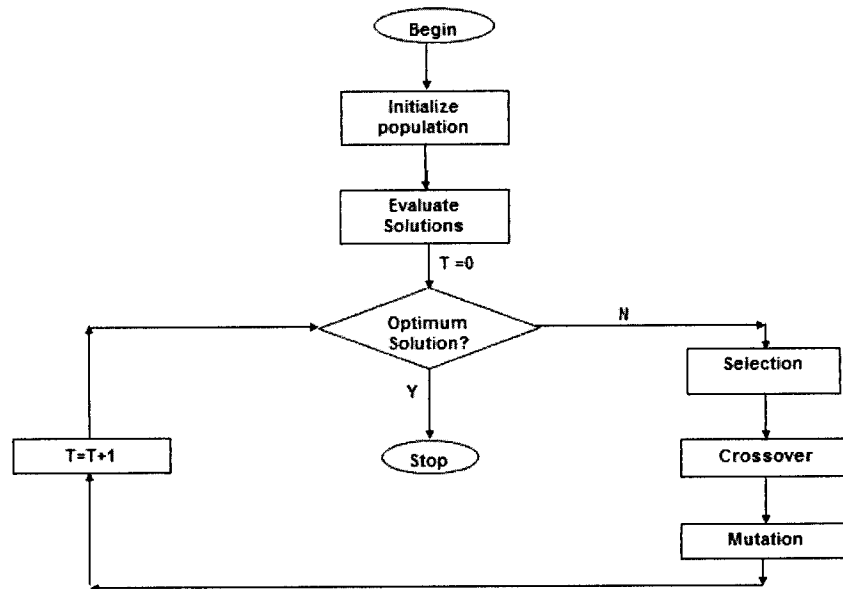 Begin
Initialize
population
Evaluate
Solutions
T =0
Optimum
Solution?
N
Selection
Y
Crossover
T=T+1
Stop
Mutation